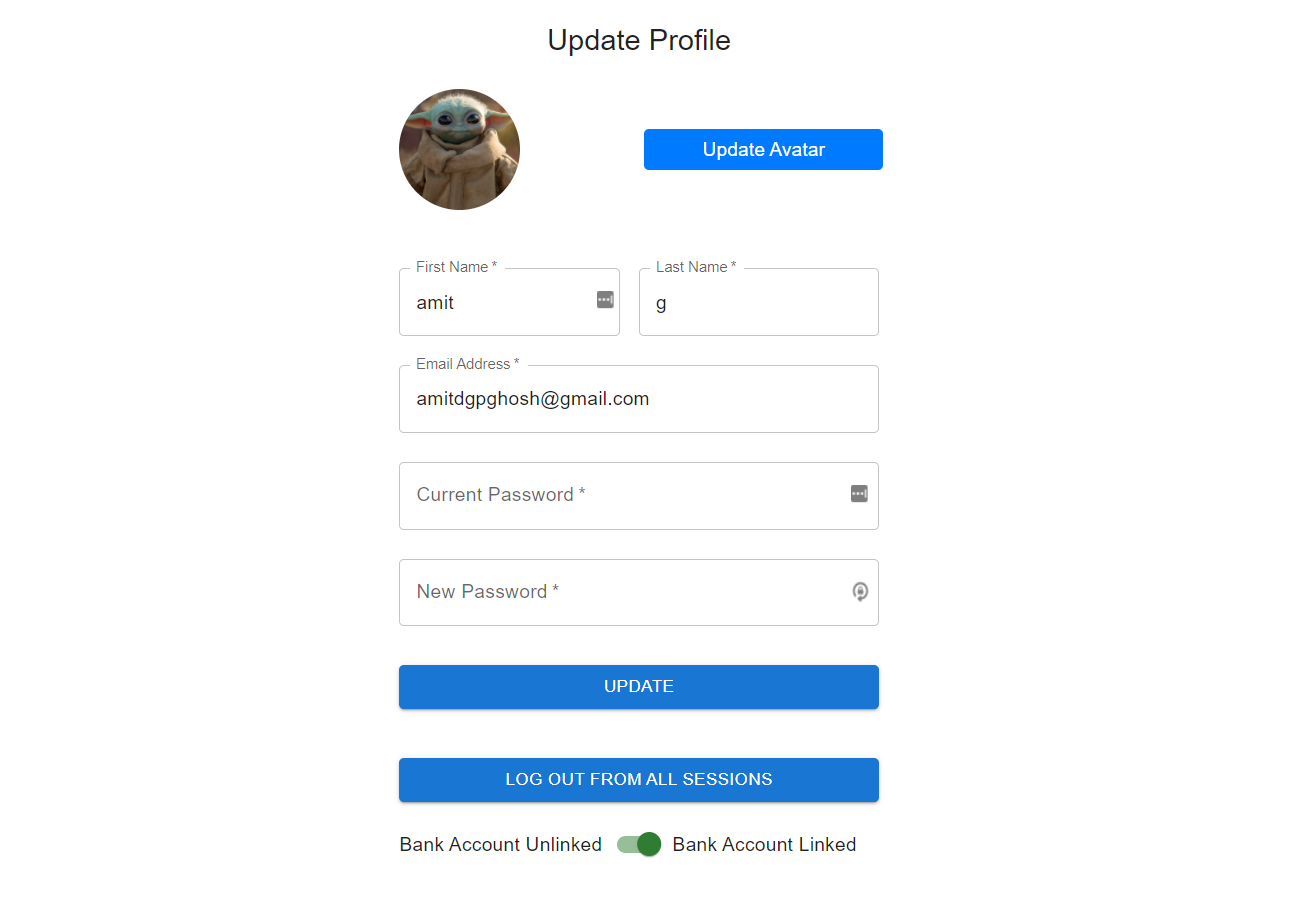 Update Profile
Update Avatar
First Name *
Last Name *
amit
g
Email Address *
amitdgpghosh@gmail.com
Current Password *
New Password *
UPDATE
LOG OUT FROM ALL SESSIONS
Bank Account Unlinked
Bank Account Linked